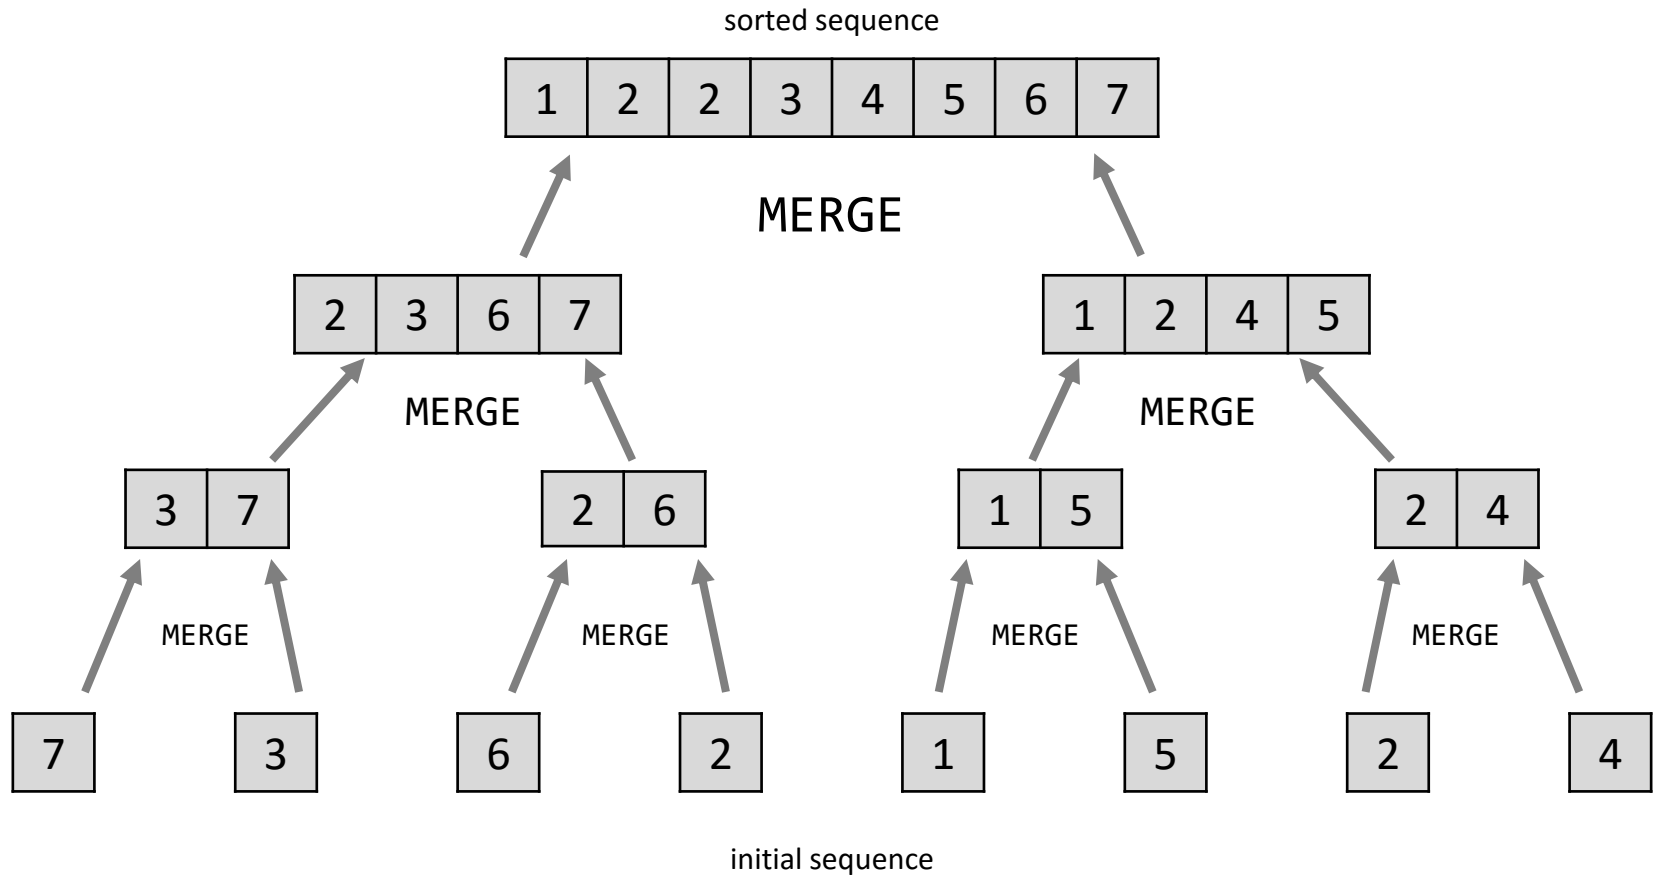 sorted sequence
1 2 2 3 4 5 6 7
MERGE
2 3 6 7 1 2 4 5
MERGE MERGE
3 7 2 6 1 5 2 4
MERGE MERGE MERGE MERGE
7 3 6 2 1 5 2 4
initial sequence